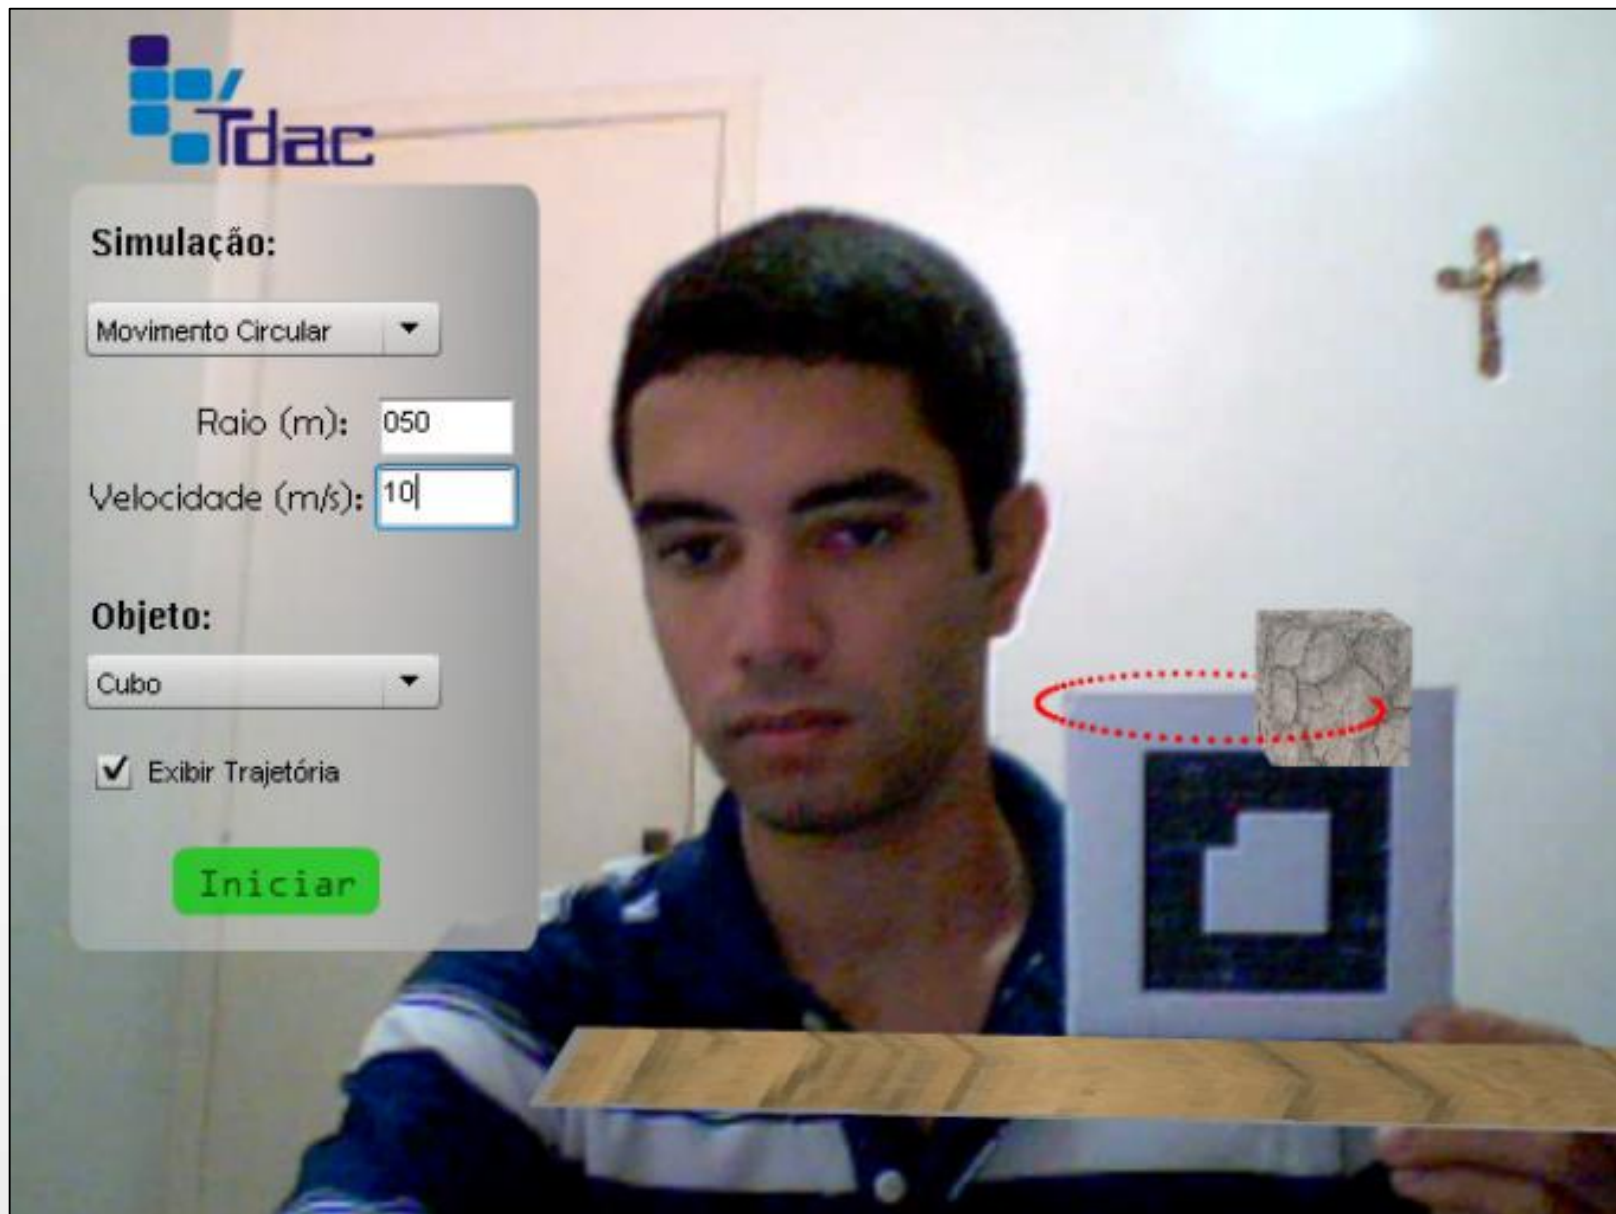 Tdac
Simulação:
Movimento Circular
Raio (m): 050
Velocidade (m/s): 10
Objeto:
Cubo
Exibir Trajetória
Iniciar